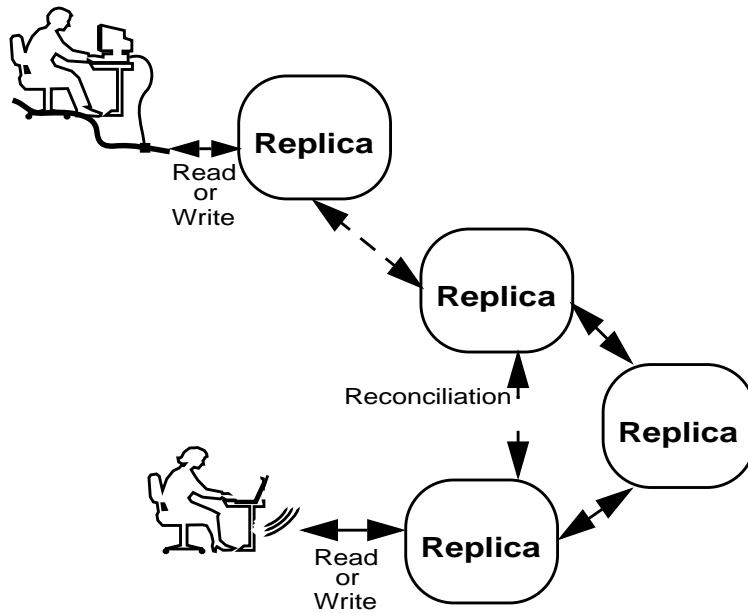 Replica
Read
or
Write
Replica
Reconciliation
Replica
Replica
Read
or
Write